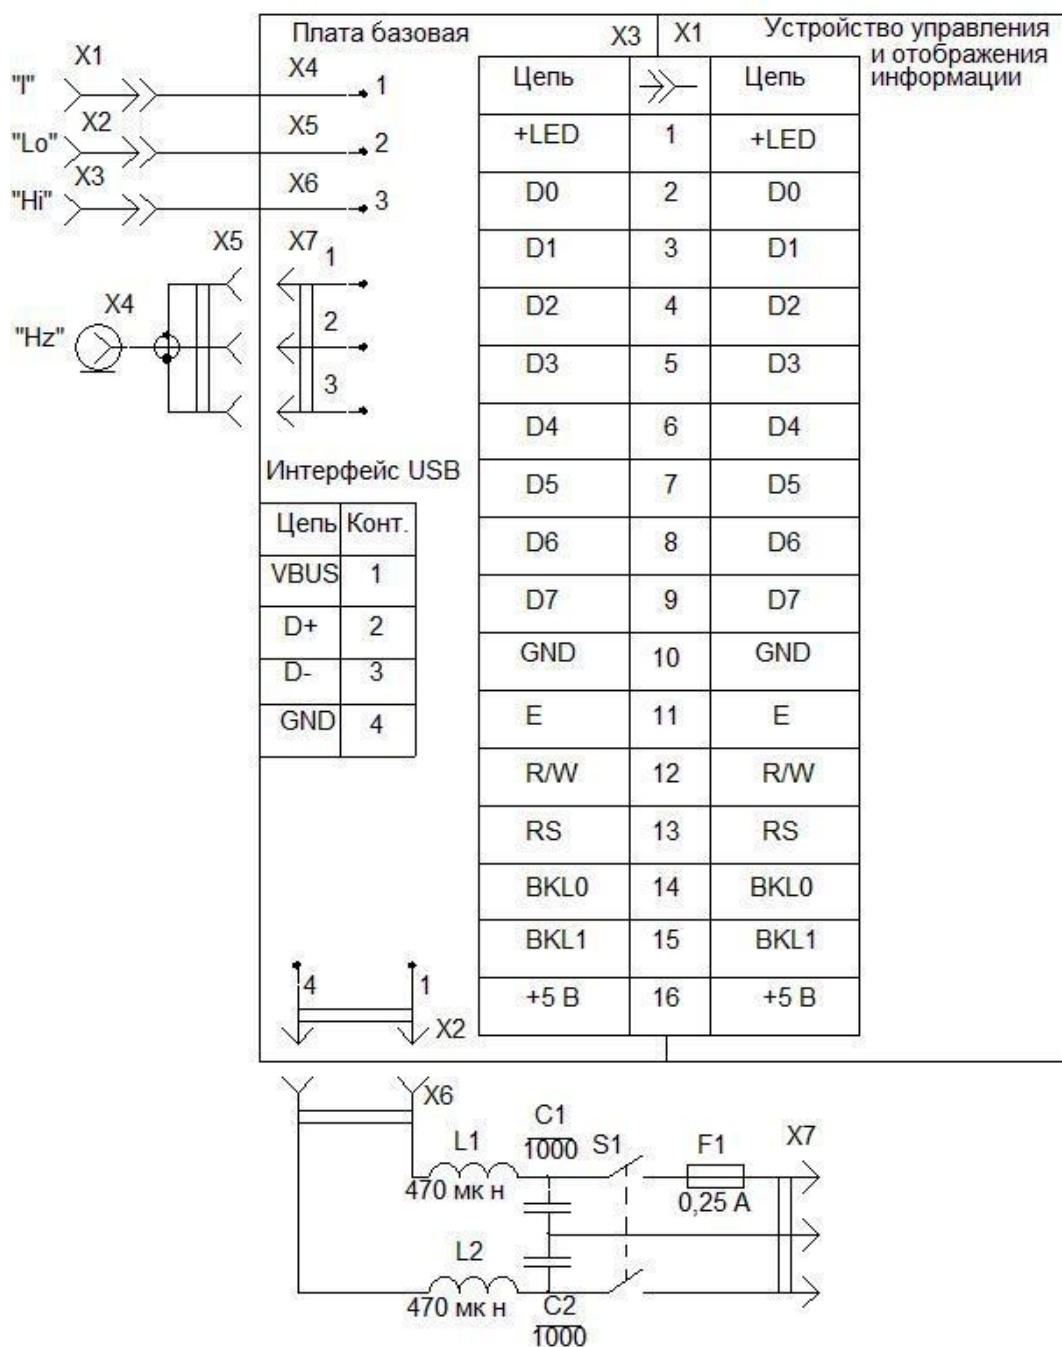 Плата базовая X3 X1 Устройство управления
и отображения
информации
X1 X4
"I" 1
X2 X5
"Lo" 2
X3 X6
"Hi" 3
X5 X7
1
X4
"Hz" 2
3
Цепь Цепь
+LED 1 +LED
D0 2 D0
D1 3 D1
D2 4 D2
D3 5 D3
D4 6 D4
D5 7 D5
D6 8 D6
D7 9 D7
GND 10 GND
E 11 E
R/W 12 R/W
RS 13 RS
BKL0 14 BKL0
BKL1 15 BKL1
+5 В 16 +5 В
Интерфейс USB
Цепь Конт.
VBUS 1
D+ 2
D- 3
GND 4
4 1
X2
X6
L1 C1 S1 F1 X7
470 мк н 1000 0,25 А
L2
470 мк н C2
1000